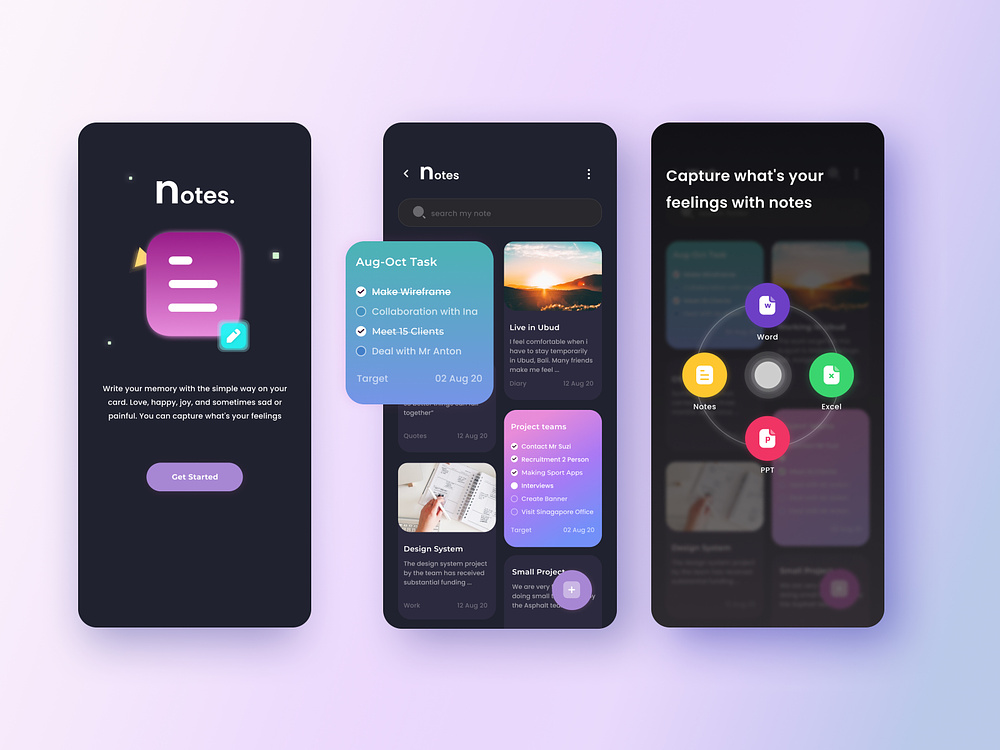 notes.
Write your memory with the simple way on your
card. Love, happy, joy, and sometimes sad or
painful. You can capture what's your feelings
Get Started
notes
search my note
Aug-Oct Task
Make Wireframe
Collaboration with Ina
Meet 15 Clients
Deal with Mr Anton
Target 02 Aug 20
together"
Quotes 12 Aug 20
Design System
The design system project
by the team has received
substantial funding ...
Work 12 Aug 20
Live in Ubud
I feel comfortable when i
have to stay temporarily
in Ubud, Bali. Many friends
make me feel ...
Diary 12 Aug 20
Project teams
Contact Mr Suzi
Recruitment 2 Person
Making Sport Apps
Interviews
Create Banner
Visit Sinagapore Office
Target 02 Aug 20
Small Project
We are very
doing small
the Asphalt
Capture what's your
feelings with notes
W
Word
Notes
X
Excel
P
PPT
Aug-Oct Task
Design System
Small Project